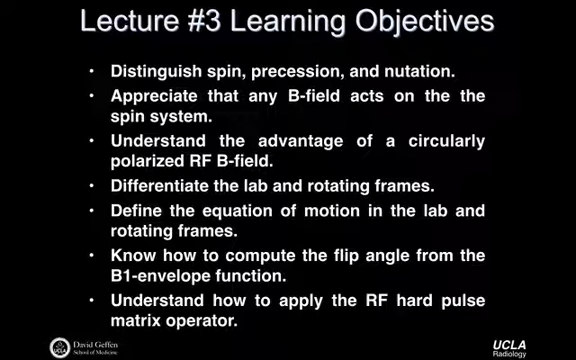 Lecture #3 Learning Objectives
• Distinguish spin, precession, and nutation.
• Appreciate that any B-field acts on the the
spin system.
• Understand the advantage of a circularly
polarized RF B-field.
• Differentiate the lab and rotating frames.
• Define the equation of motion in the lab and
rotating frames.
• Know how to compute the flip angle from the
B1-envelope function.
• Understand how to apply the RF hard pulse
matrix operator.
UCLA
David Geffen
School of Medicine
UCLA
Radiology